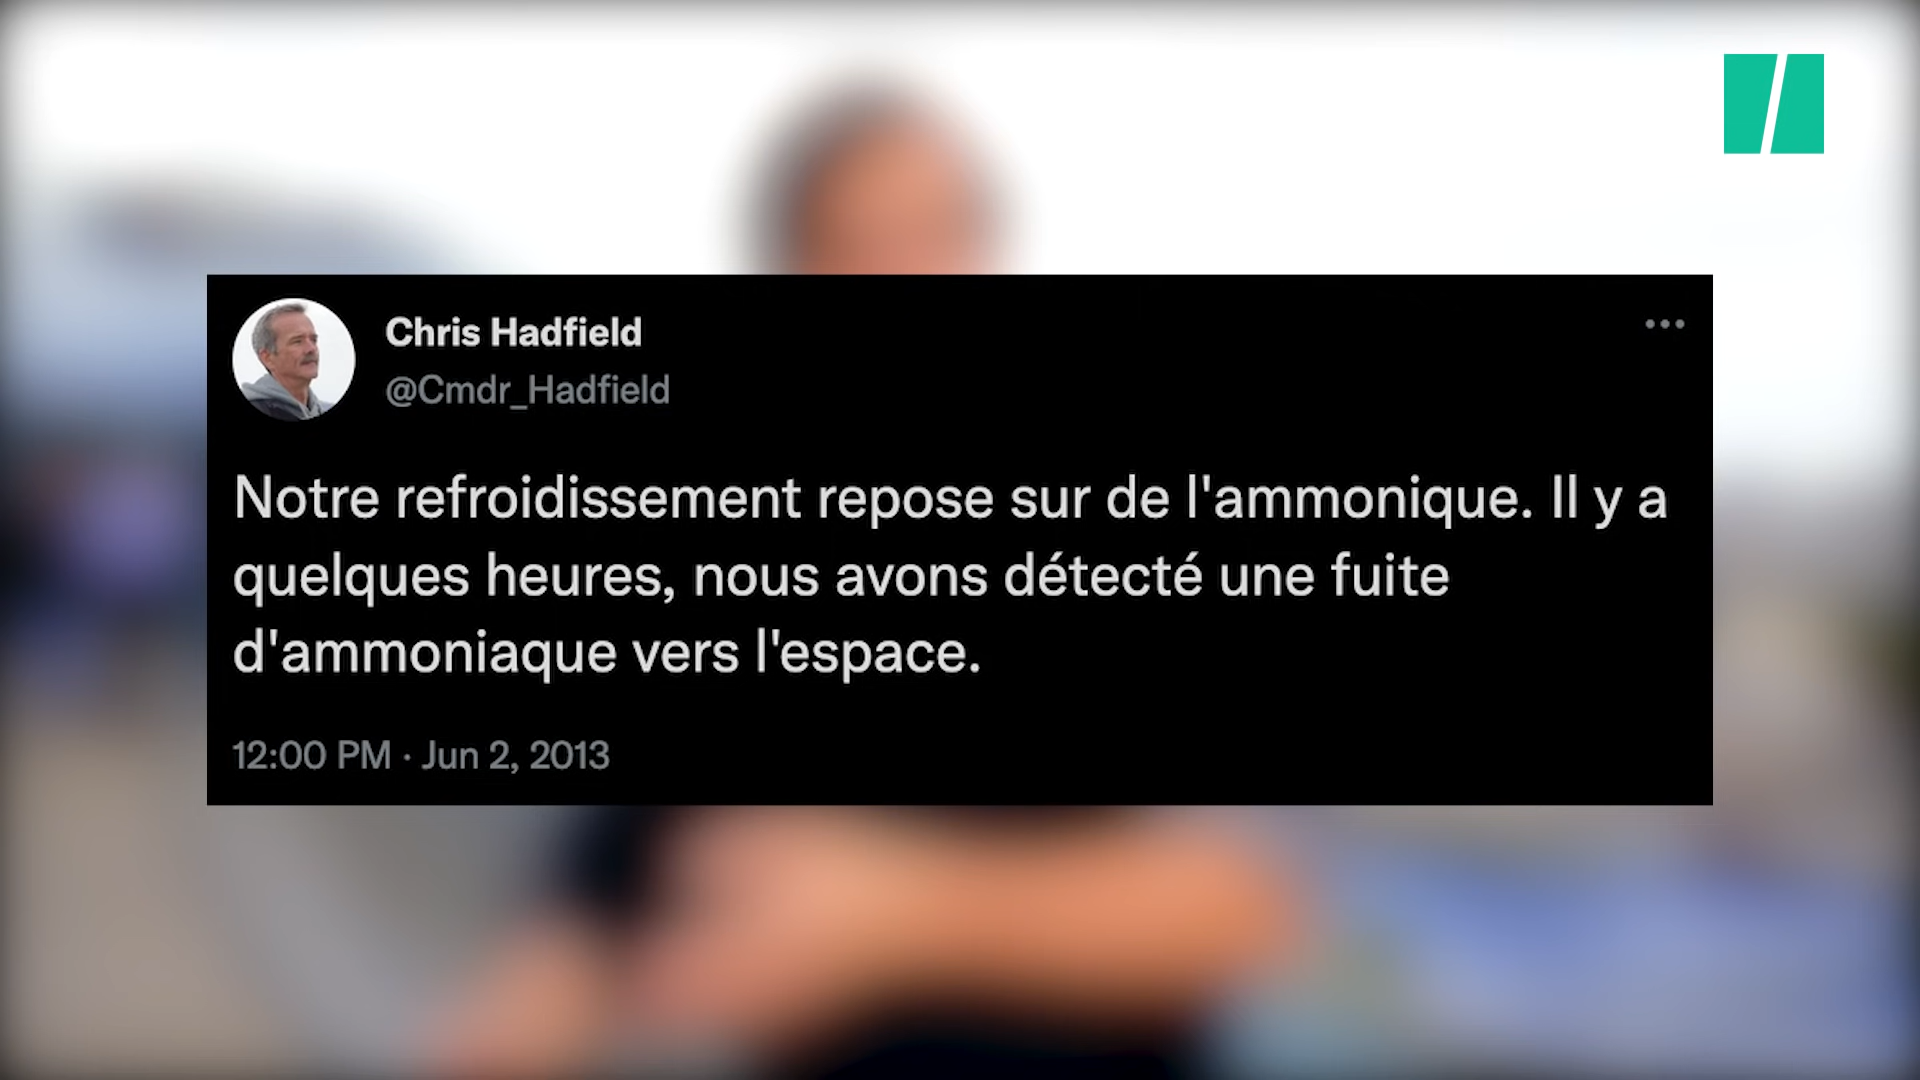 Chris Hadfield
@Cmdr_Hadfield
Notre refroidissement repose sur de l'ammonique. Il y a
quelques heures, nous avons détecté une fuite
d'ammoniaque vers l'espace.
12:00 PM · Jun 2, 2013